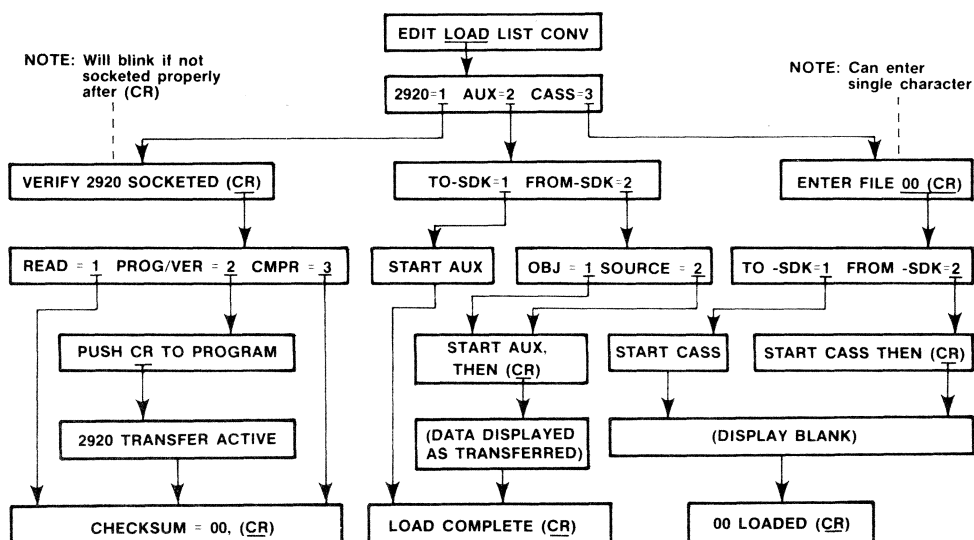 EDIT LOAD LIST CONV
NOTE: Will blink if not
socketed properly
after (CR)
NOTE: Can enter
single character
2920=1 AUX=2 CASS=3
VERIFY 2920 SOCKETED (CR)
TO-SDK=1 FROM-SDK=2
ENTER FILE 00 (CR)
READ = 1 PROG/VER = 2 CMPR = 3
START AUX
OBJ = 1 SOURCE = 2
TO -SDK=1 FROM -SDK=2
PUSH CR TO PROGRAM
START AUX,
THEN (CR)
START CASS
START CASS THEN (CR)
2920 TRANSFER ACTIVE
(DATA DISPLAYED
AS TRANSFERRED)
(DISPLAY BLANK)
CHECKSUM = 00, (CR)
LOAD COMPLETE (CR)
00 LOADED (CR)